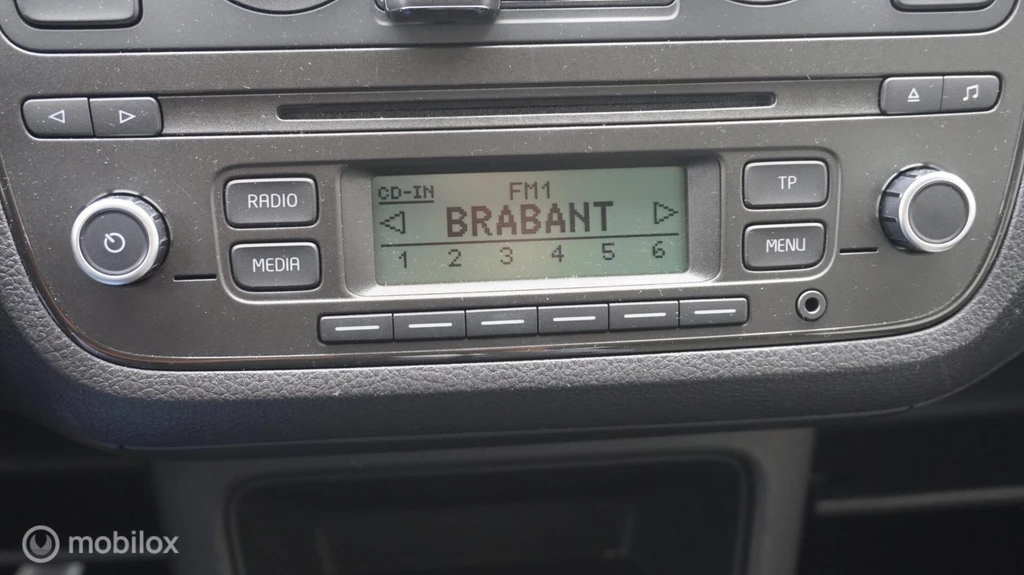 CD-IN FM1
BRABANT
1 2 3 4 5 6
RADIO
MEDIA
TP
MENU
mobilox